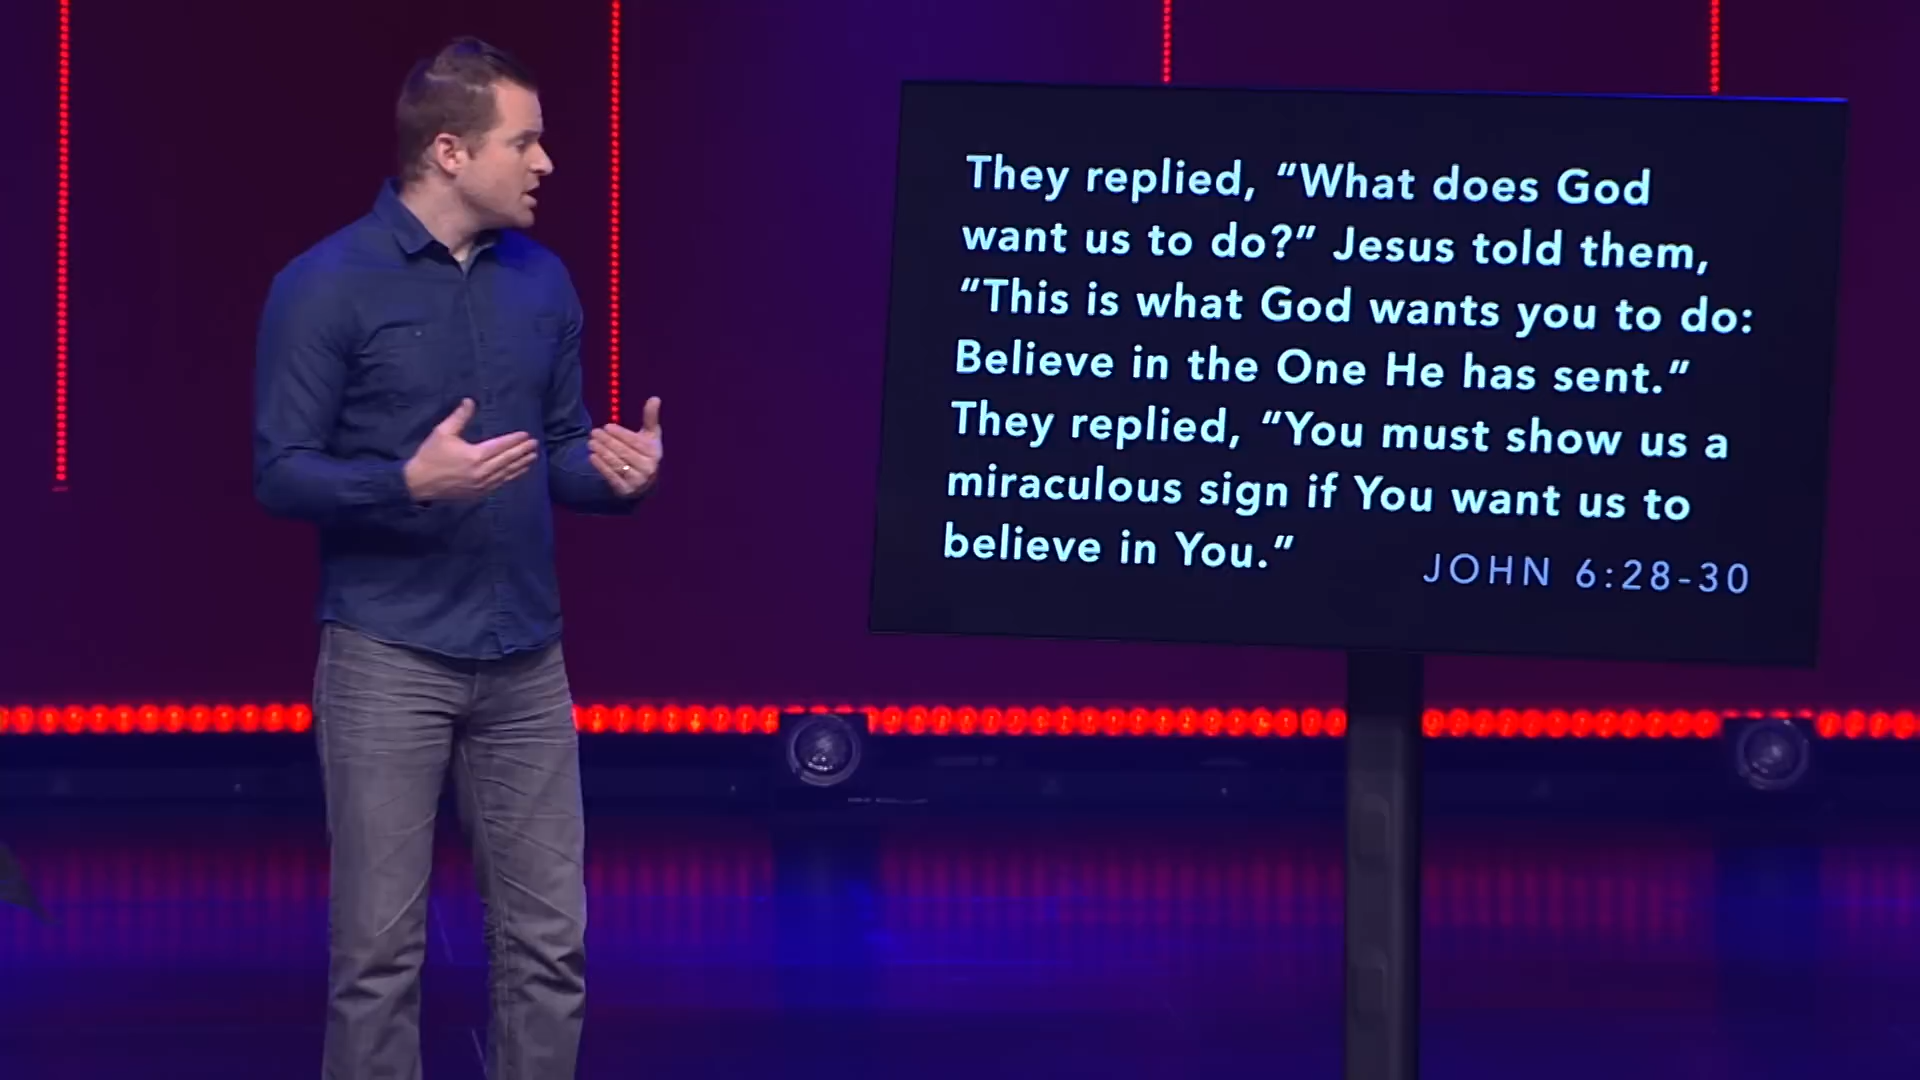 They replied, “What does God
want us to do?” Jesus told them,
“This is what God wants you to do:
Believe in the One He has sent.”
They replied, “You must show us a
miraculous sign if You want us to
believe in You.”
JOHN 6:28-30